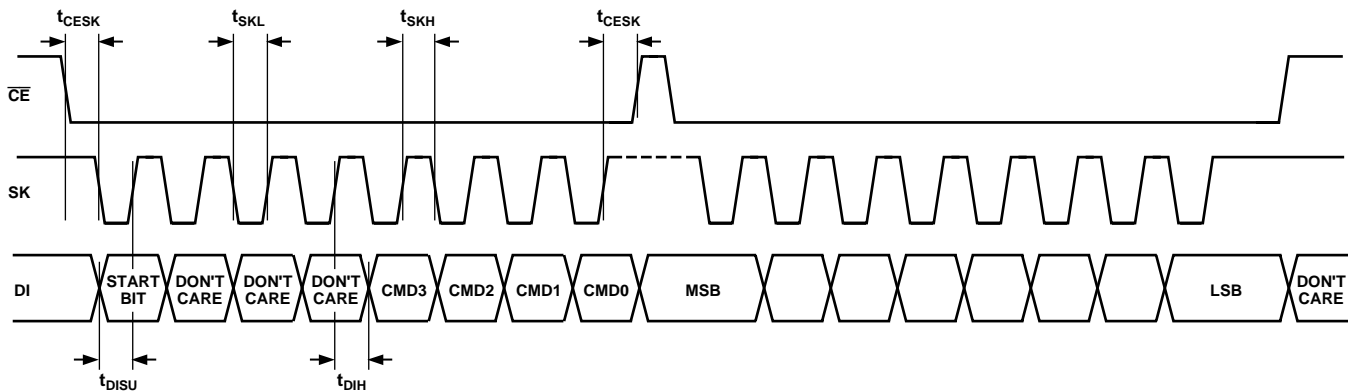 tCESK tSKL tSKH tCESK
CE
SK
DI START BIT DON'T CARE DON'T CARE DON'T CARE CMD3 CMD2 CMD1 CMD0 MSB LSB DON'T CARE
tDISU tDIH